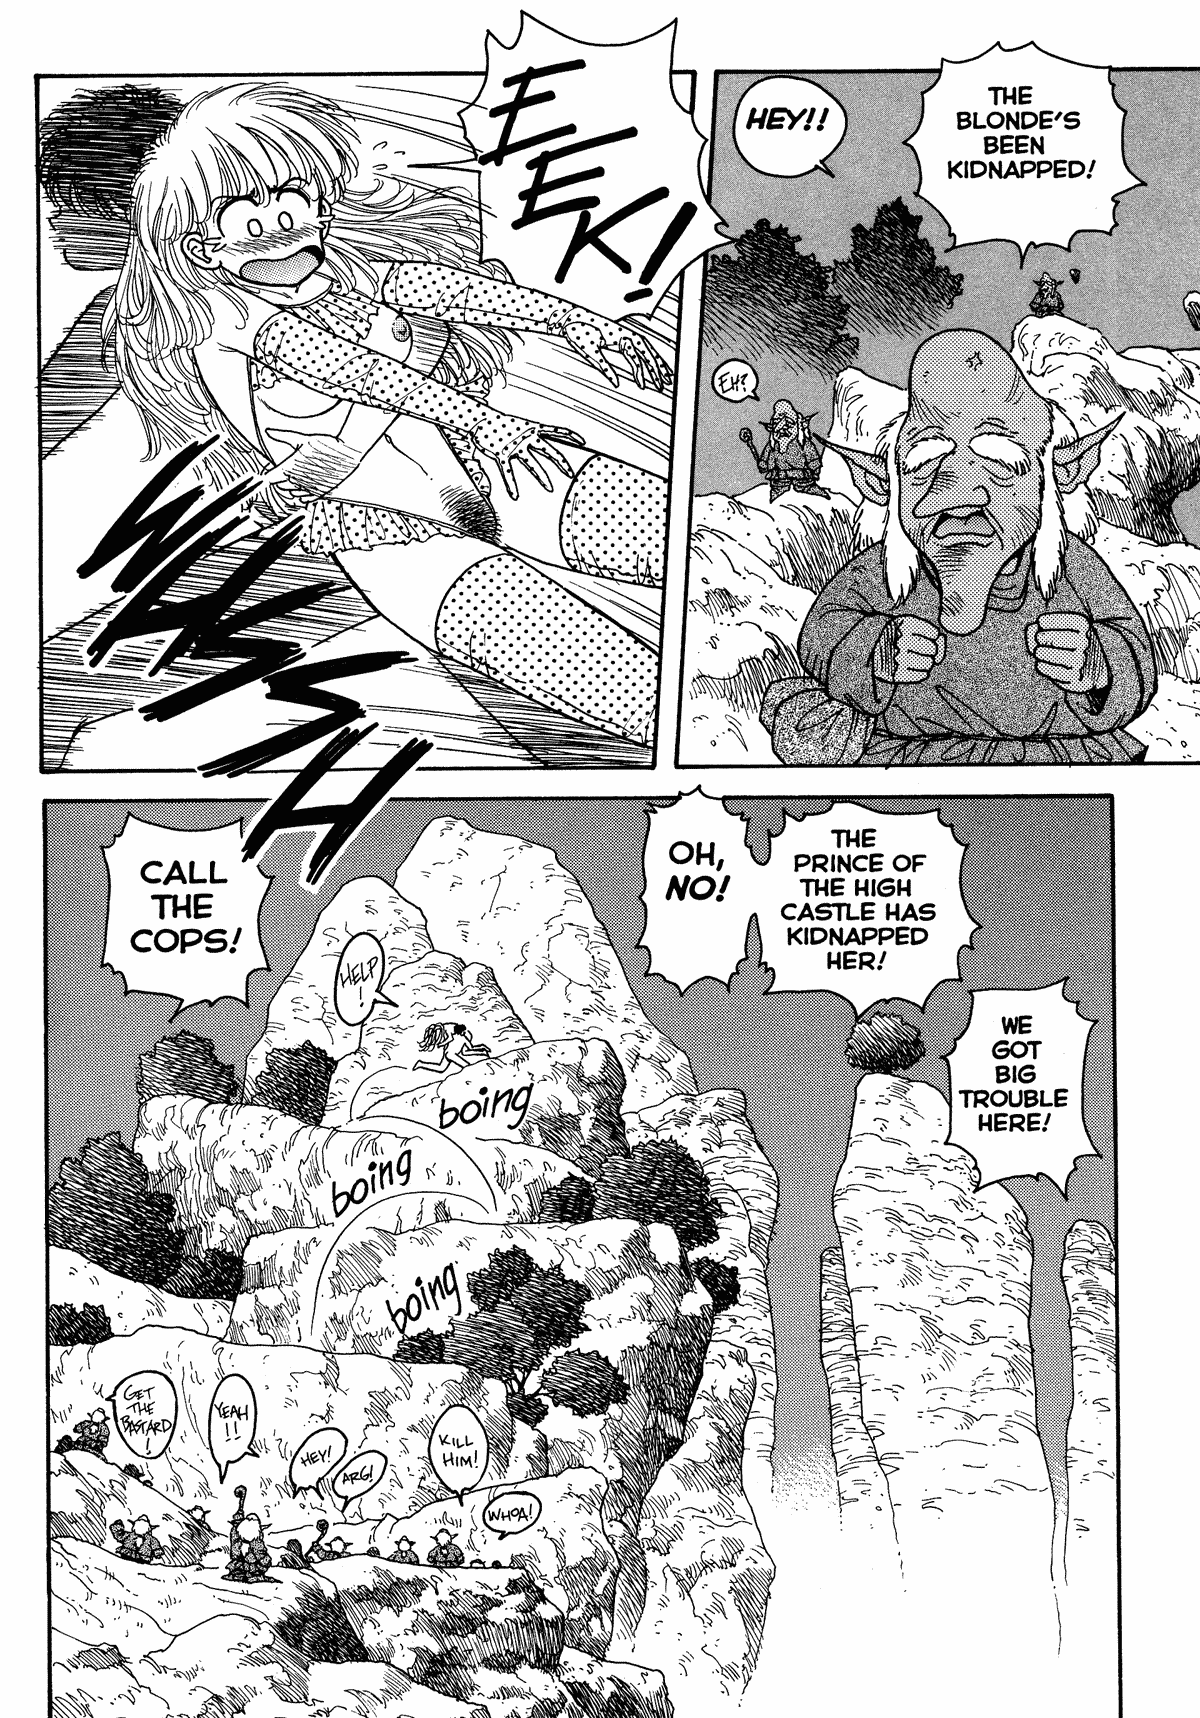 HEY!!
THE
BLONDE'S
BEEN
KIDNAPPED!
EH?
EEEK!
WHASSH
CALL
THE
COPS!
OH,
NO!
THE
PRINCE OF
THE HIGH
CASTLE HAS
KIDNAPPED
HER!
WE
GOT
BIG
TROUBLE
HERE!
HELP
!
boing
boing
boing
GET
THE
BASTARD
!
YEAH
!!
HEY!
ARG!
KILL
HIM!
WHOA!